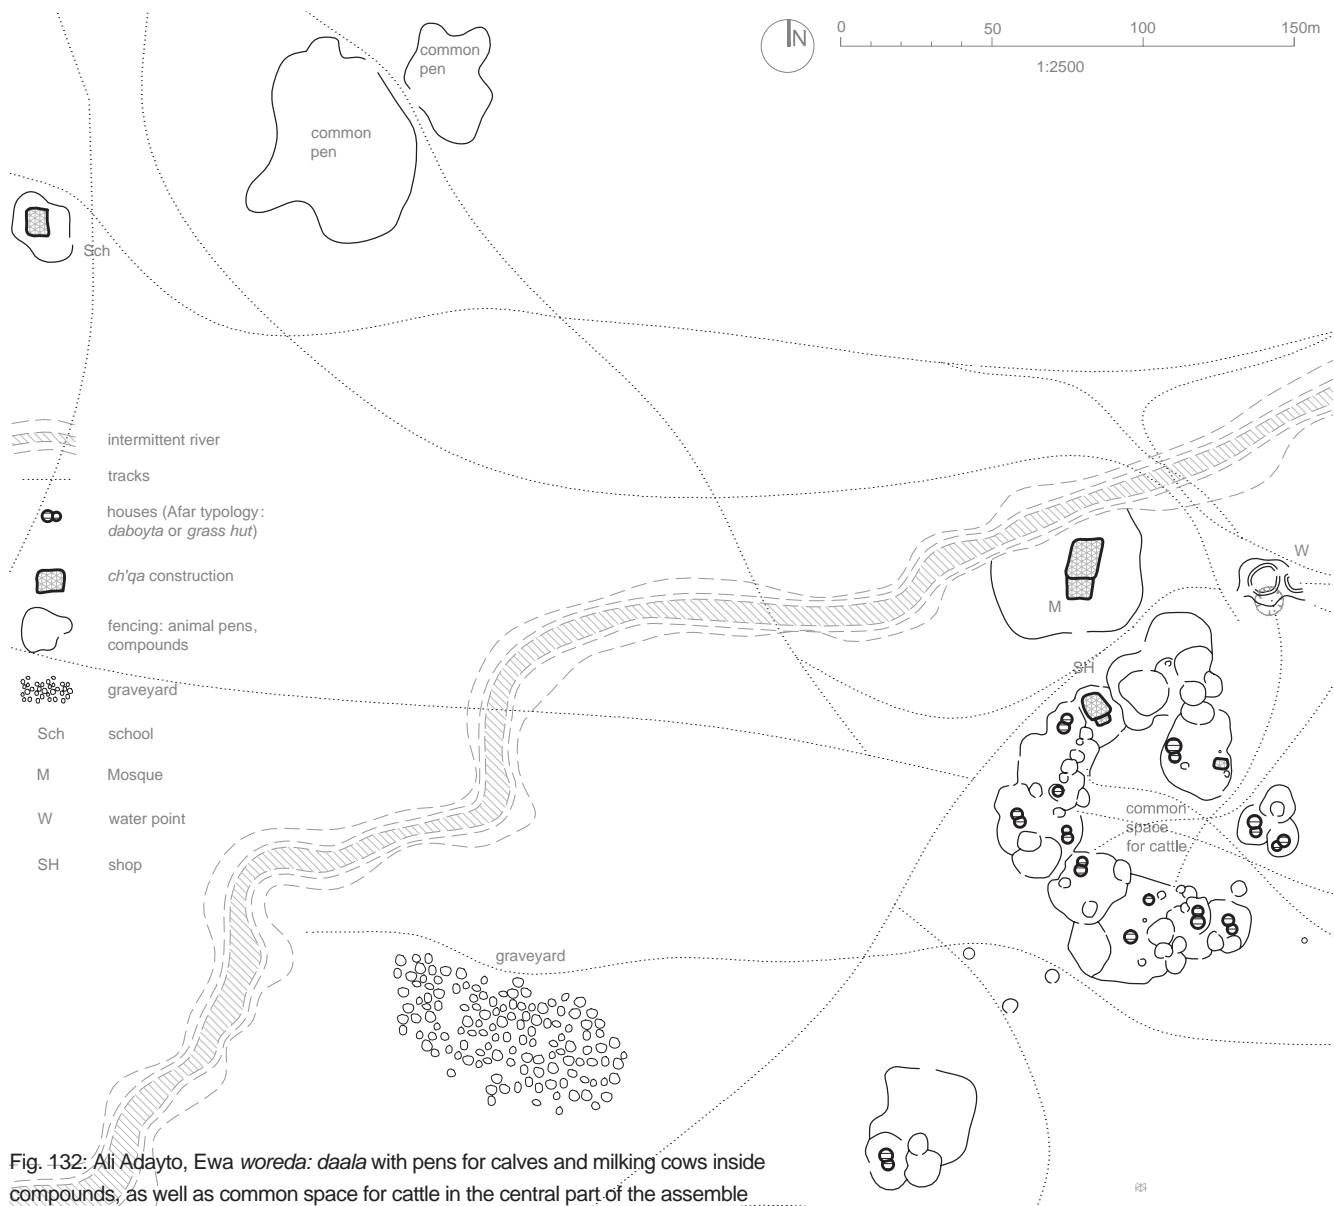 common
pen
common
pen
N
0 50 100 150m
1:2500
Sch
intermittent river
tracks
houses (Afar typology:
daboyta or grass hut)
ch'qa construction
fencing: animal pens,
compounds
graveyard
Sch school
M Mosque
W water point
SH shop
W
M
SH
common
space
for cattle
graveyard
Fig. 132: Ali Adayto, Ewa woreda: daala with pens for calves and milking cows inside
compounds, as well as common space for cattle in the central part of the assemble